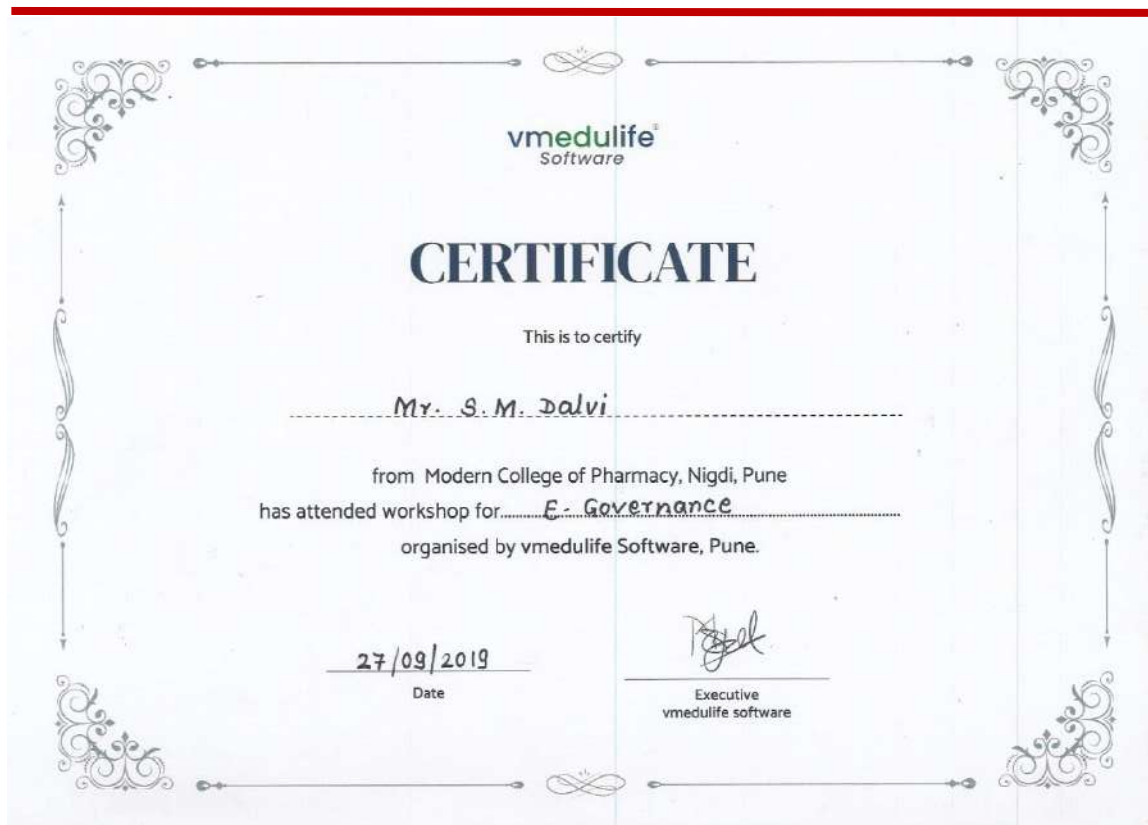 vmedulife®
Software
CERTIFICATE
This is to certify
Mr. S. M. Dalvi
from Modern College of Pharmacy, Nigdi, Pune
has attended workshop for E- Governance
organised by vmedulife Software, Pune.
27/09/2019
Date
Executive
vmedulife software